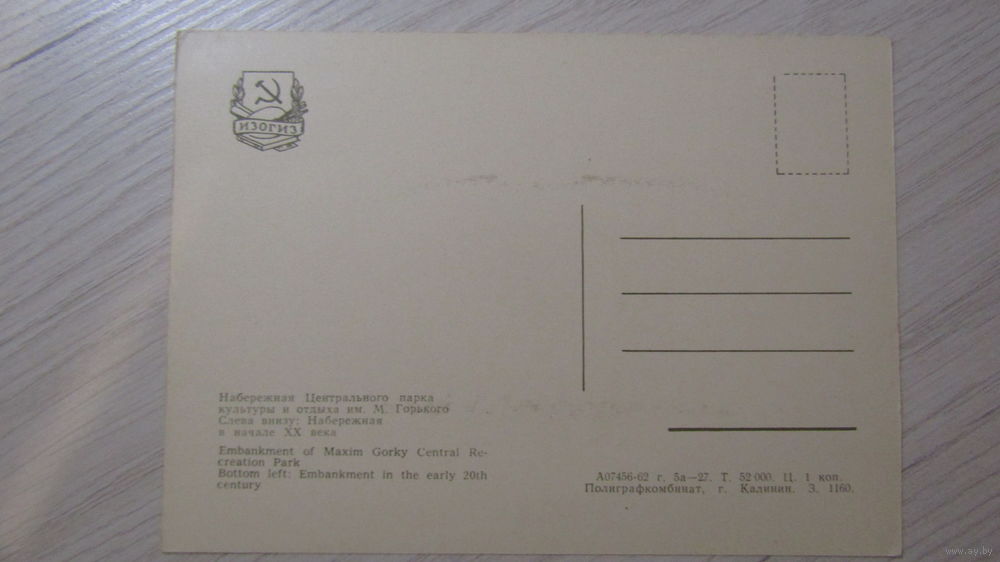 ИЗОГИЗ
Набережная Центрального парка
культуры и отдыха им. М. Горького
Слева внизу: Набережная
в начале XX века
Embankment of Maxim Gorky Central Re-
creation Park
Bottom left: Embankment in the early 20th
century
А07456-62 г. 5а—27. Т. 52 000. Ц. 1 коп.
Полиграфкомбинат, г. Калинин. З. 1160.
www.ay.by